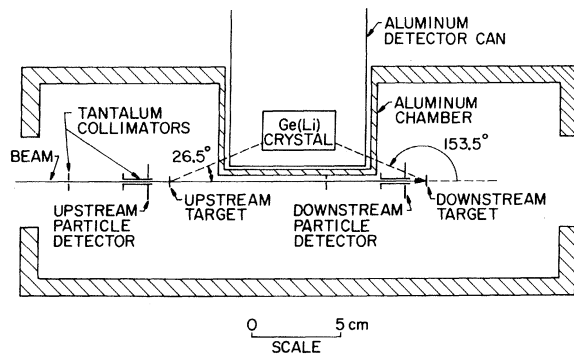 ALUMINUM
DETECTOR CAN
TANTALUM
COLLIMATORS
Ge(Li)
CRYSTAL
ALUMINUM
CHAMBER
BEAM
26.5°
153.5°
UPSTREAM
PARTICLE
DETECTOR
UPSTREAM
TARGET
DOWNSTREAM
PARTICLE
DETECTOR
DOWNSTREAM
TARGET
0 5 cm
SCALE